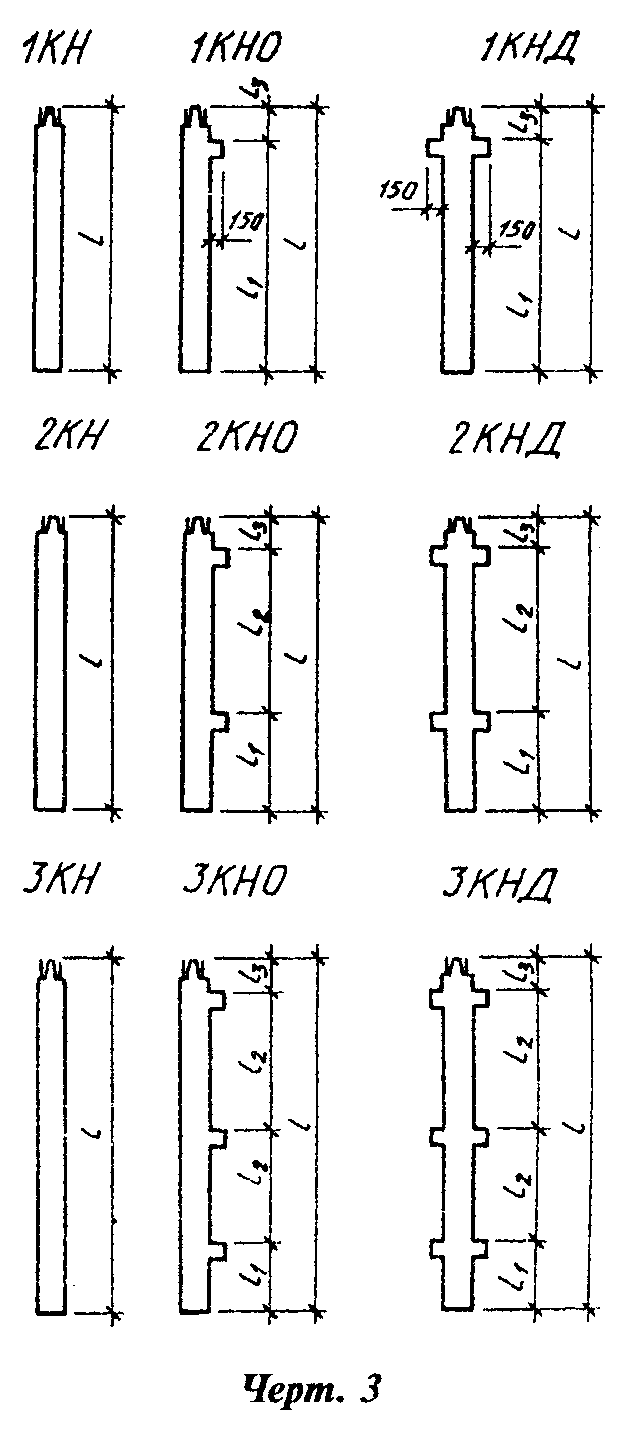 1КН 1КНО 1КНД
l l3 150 l1 l 150 l3 150 l1 l
2КН 2КНО 2КНД
l l3 l2 l1 l l3 l2 l1 l
3КН 3КНО 3КНД
l l3 l2 l2 l1 l l3 l2 l2 l1 l
Черт. 3